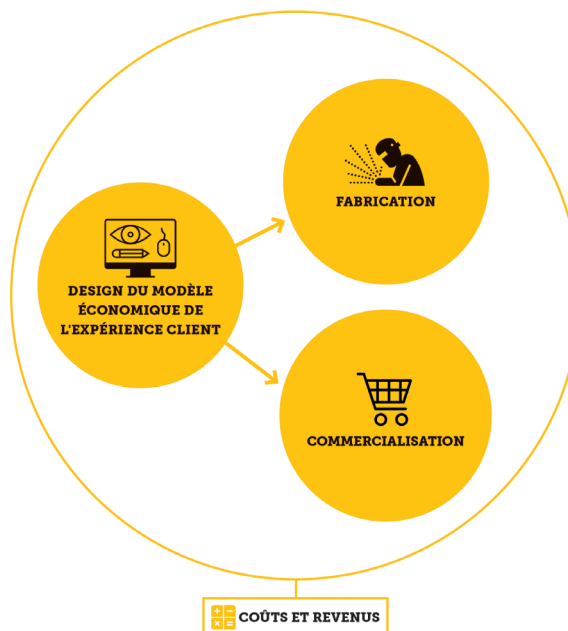 FABRICATION
DESIGN DU MODÈLE
ÉCONOMIQUE DE
L'EXPÉRIENCE CLIENT
COMMERCIALISATION
COÛTS ET REVENUS